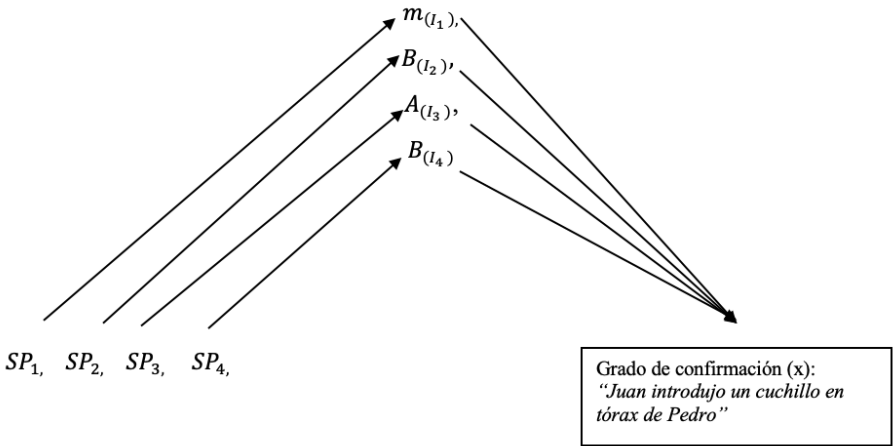 m(I₁),
B(I₂),
A(I₃),
B(I₄)
SP₁, SP₂, SP₃, SP₄,
Grado de confirmación (x):
“Juan introdujo un cuchillo en
tórax de Pedro”